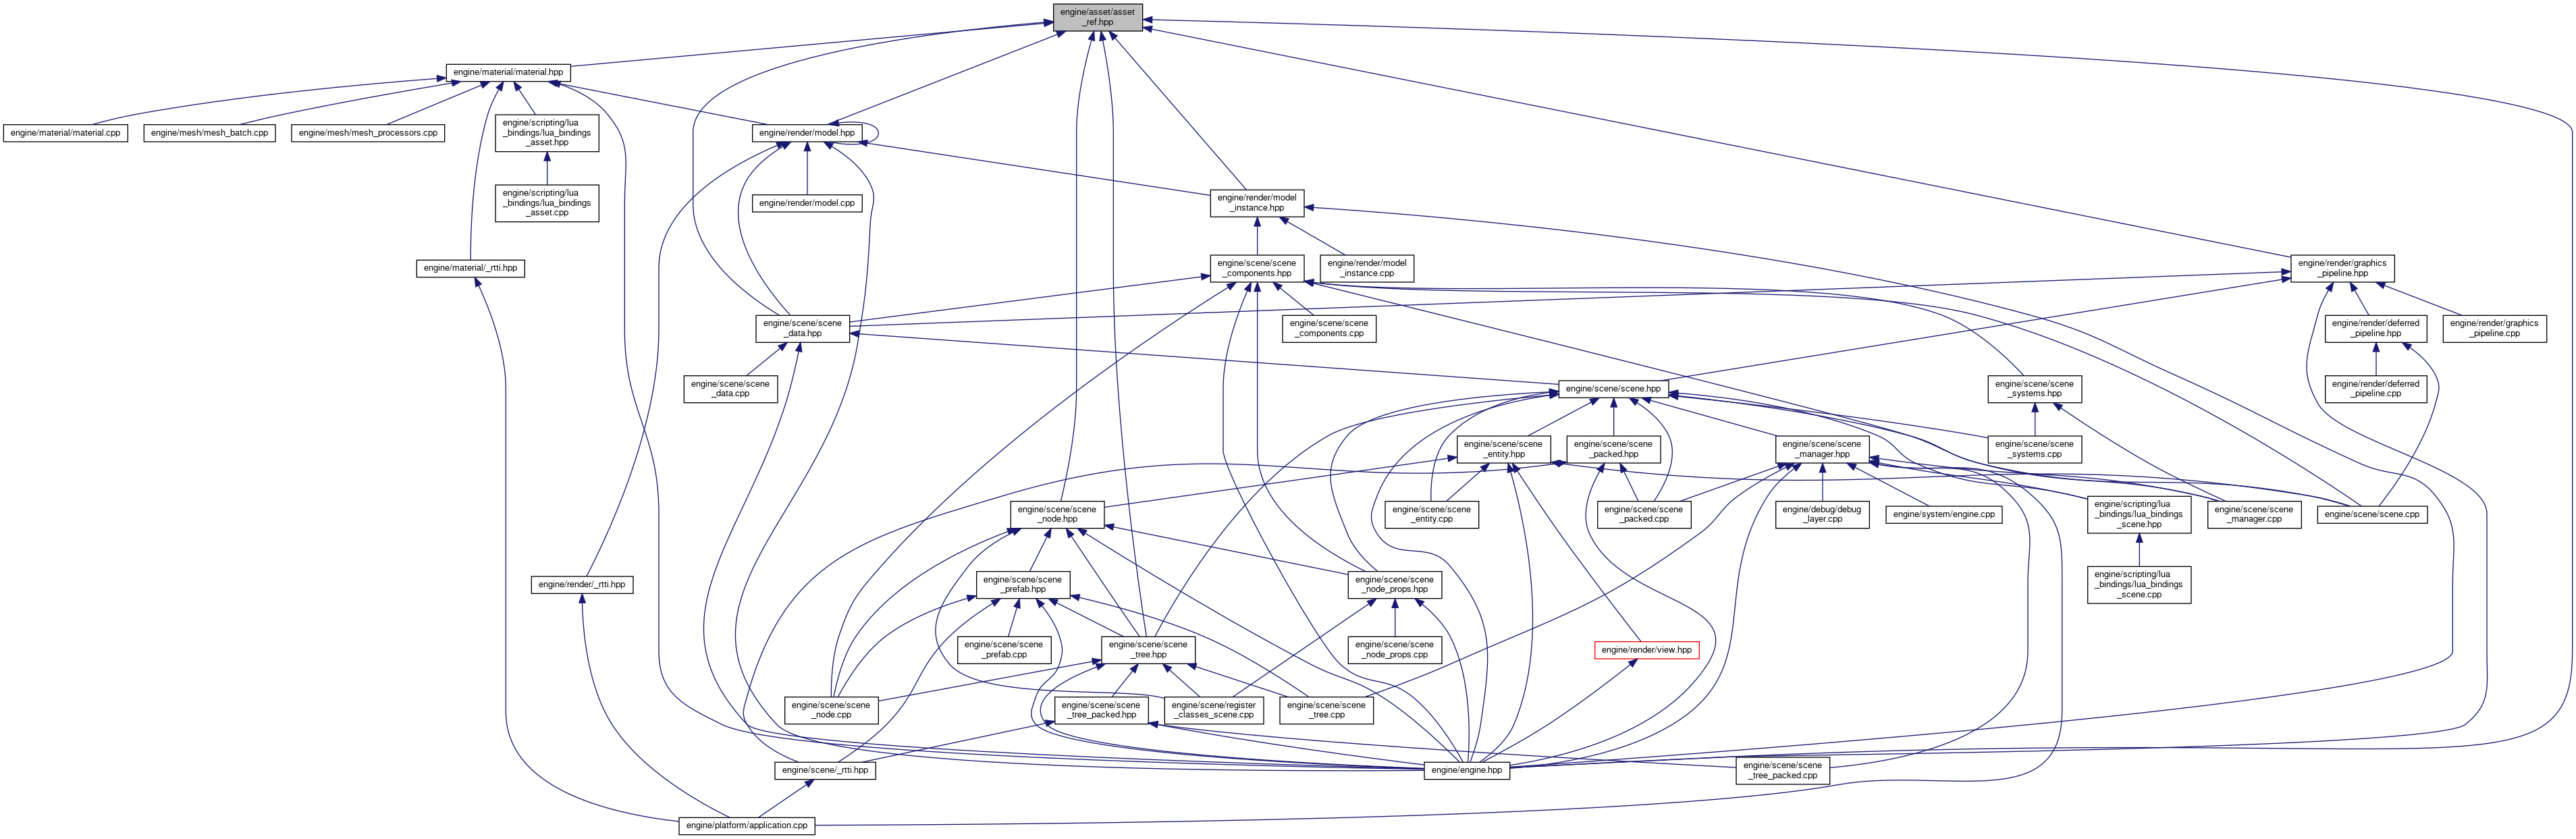 engine/asset/asset
_ref.hpp
engine/material/material.hpp
engine/material/material.cpp
engine/mesh/mesh_batch.cpp
engine/mesh/mesh_processors.cpp
engine/scripting/lua
_bindings/lua_bindings
_asset.hpp
engine/render/model.hpp
engine/scripting/lua
_bindings/lua_bindings
_asset.cpp
engine/render/model.cpp
engine/render/model
_instance.hpp
engine/material/_rtti.hpp
engine/scene/scene
_components.hpp
engine/render/model
_instance.cpp
engine/render/graphics
_pipeline.hpp
engine/scene/scene
_data.hpp
engine/scene/scene
_components.cpp
engine/render/deferred
_pipeline.hpp
engine/render/graphics
_pipeline.cpp
engine/scene/scene
_data.cpp
engine/scene/scene.hpp
engine/scene/scene
_systems.hpp
engine/render/deferred
_pipeline.cpp
engine/scene/scene
_entity.hpp
engine/scene/scene
_packed.hpp
engine/scene/scene
_manager.hpp
engine/scene/scene
_systems.cpp
engine/scene/scene
_node.hpp
engine/scene/scene
_entity.cpp
engine/scene/scene
_packed.cpp
engine/debug/debug
_layer.cpp
engine/system/engine.cpp
engine/scripting/lua
_bindings/lua_bindings
_scene.hpp
engine/scene/scene
_manager.cpp
engine/scene/scene.cpp
engine/render/_rtti.hpp
engine/scene/scene
_prefab.hpp
engine/scene/scene
_node_props.hpp
engine/scripting/lua
_bindings/lua_bindings
_scene.cpp
engine/scene/scene
_prefab.cpp
engine/scene/scene
_tree.hpp
engine/scene/scene
_node_props.cpp
engine/render/view.hpp
engine/scene/scene
_node.cpp
engine/scene/scene
_tree_packed.hpp
engine/scene/register
_classes_scene.cpp
engine/scene/scene
_tree.cpp
engine/scene/_rtti.hpp
engine/engine.hpp
engine/scene/scene
_tree_packed.cpp
engine/platform/application.cpp